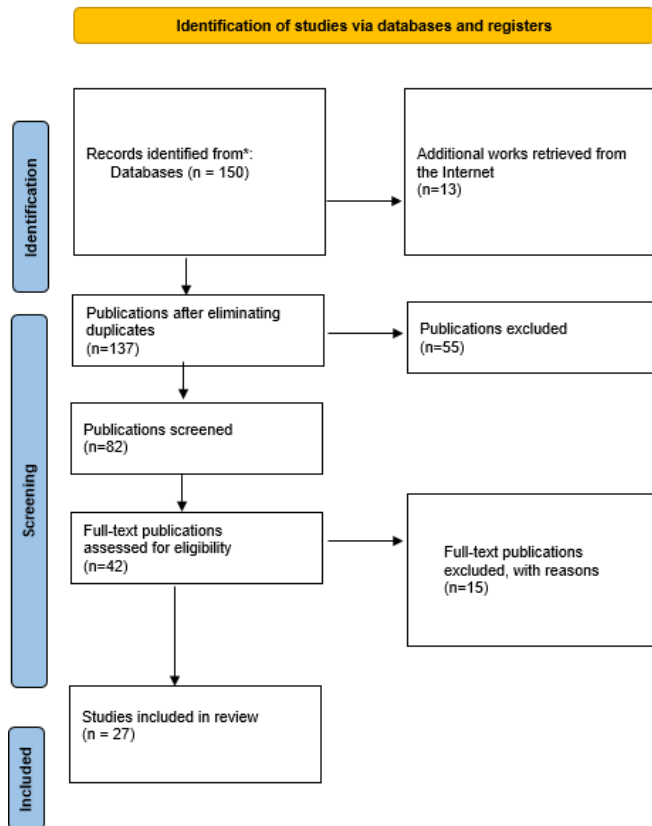 Identification of studies via databases and registers
Identification
Records identified from*:
Databases (n = 150)
Additional works retrieved from
the Internet
(n=13)
Screening
Publications after eliminating
duplicates
(n=137)
Publications excluded
(n=55)
Publications screened
(n=82)
Full-text publications
assessed for eligibility
(n=42)
Full-text publications
excluded, with reasons
(n=15)
Included
Studies included in review
(n = 27)